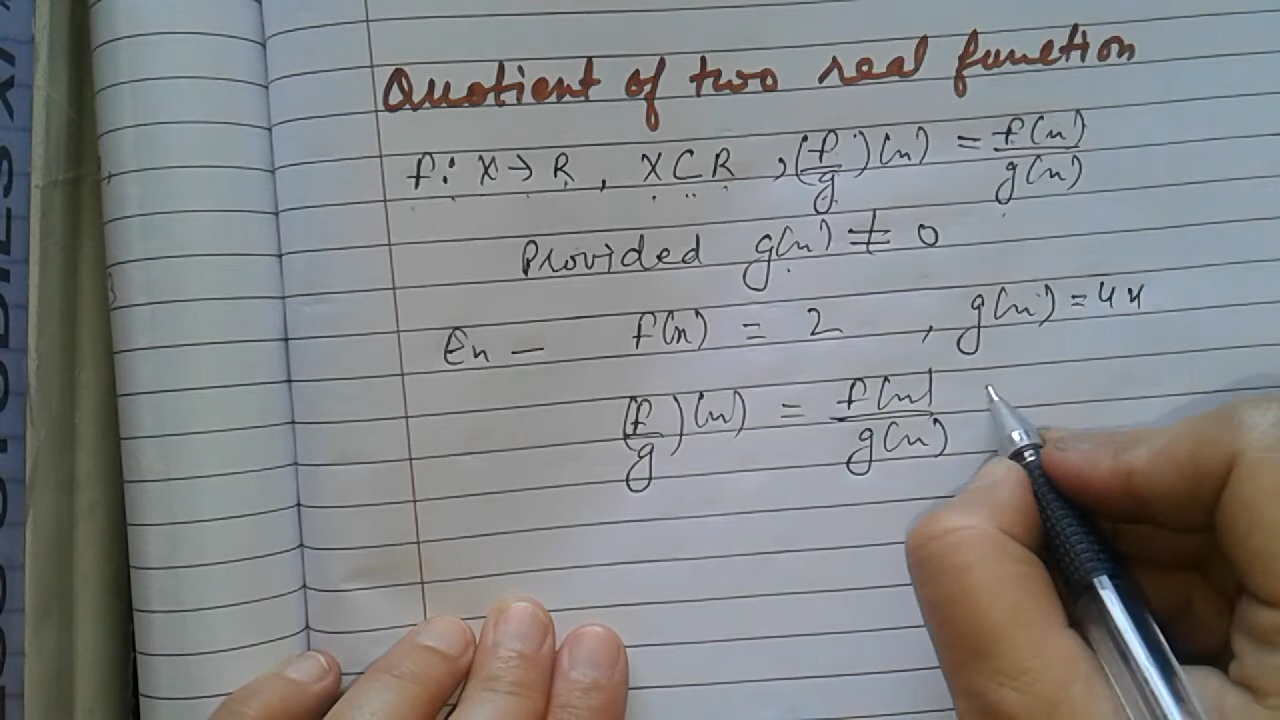 Quotient of two real function
f: X → R, X ⊂ R, (f/g)(x) = f(x)/g(x)
Provided g(x) ≠ 0
Ex — f(x) = 2, g(x) = 4x
(f/g)(x) = f(x)/g(x)